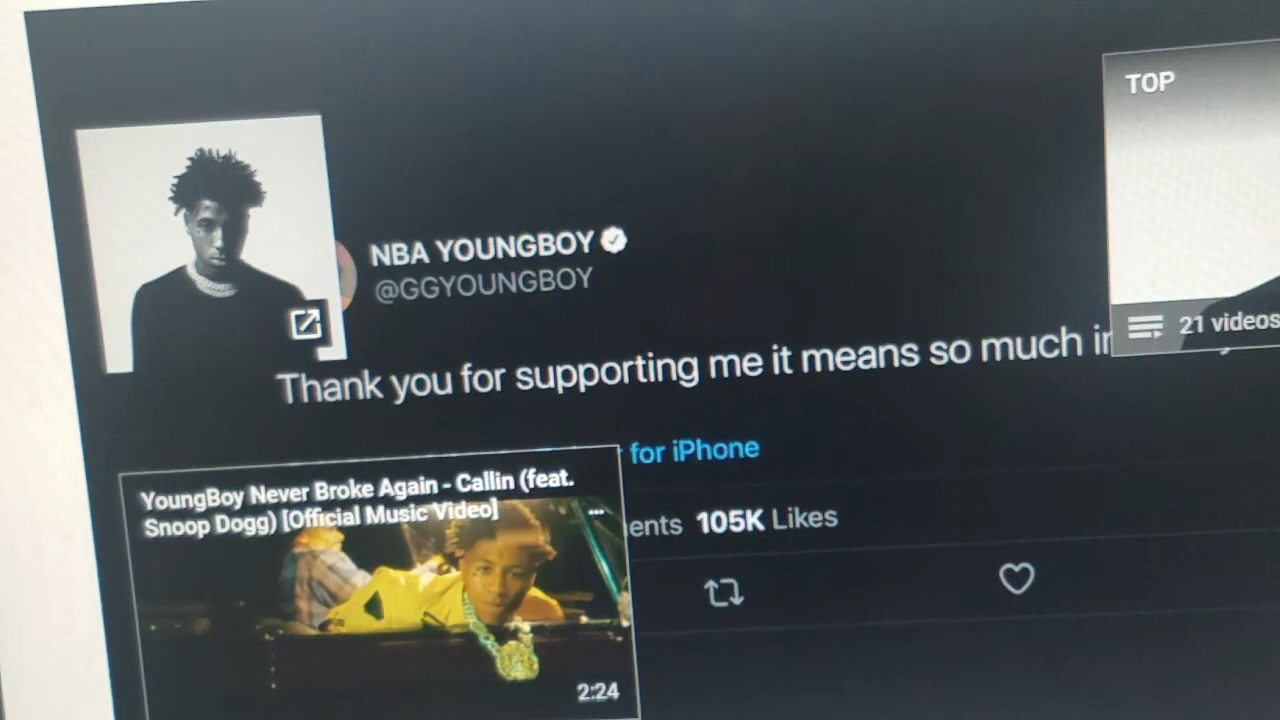 TOP
NBA YOUNGBOY
@GGYOUNGBOY
21 videos
Thank you for supporting me it means so much
for iPhone
YoungBoy Never Broke Again - Callin (feat.
Snoop Dogg) [Official Music Video]
105K Likes
2:24